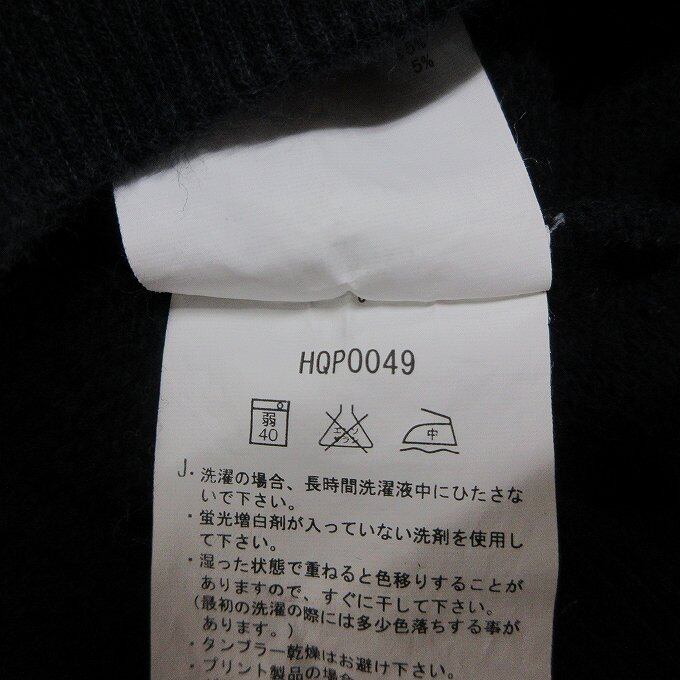 5%
HQP0049
弱
40
エンソ
サラシ
中
J・洗濯の場合、長時間洗濯液中にひたさな
いで下さい。
・蛍光増白剤が入っていない洗剤を使用し
て下さい。
・湿った状態で重ねると色移りすることが
ありますので、すぐに干して下さい。
(最初の洗濯の際には多少色落ちする事が
あります。)
・タンブラー乾燥はお避け下さい。
・プリント製品の場合